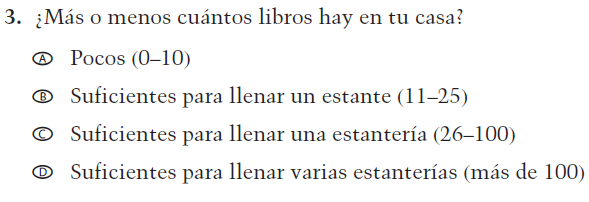 3. ¿Más o menos cuántos libros hay en tu casa?
A Pocos (0–10)
B Suficientes para llenar un estante (11–25)
C Suficientes para llenar una estantería (26–100)
D Suficientes para llenar varias estanterías (más de 100)